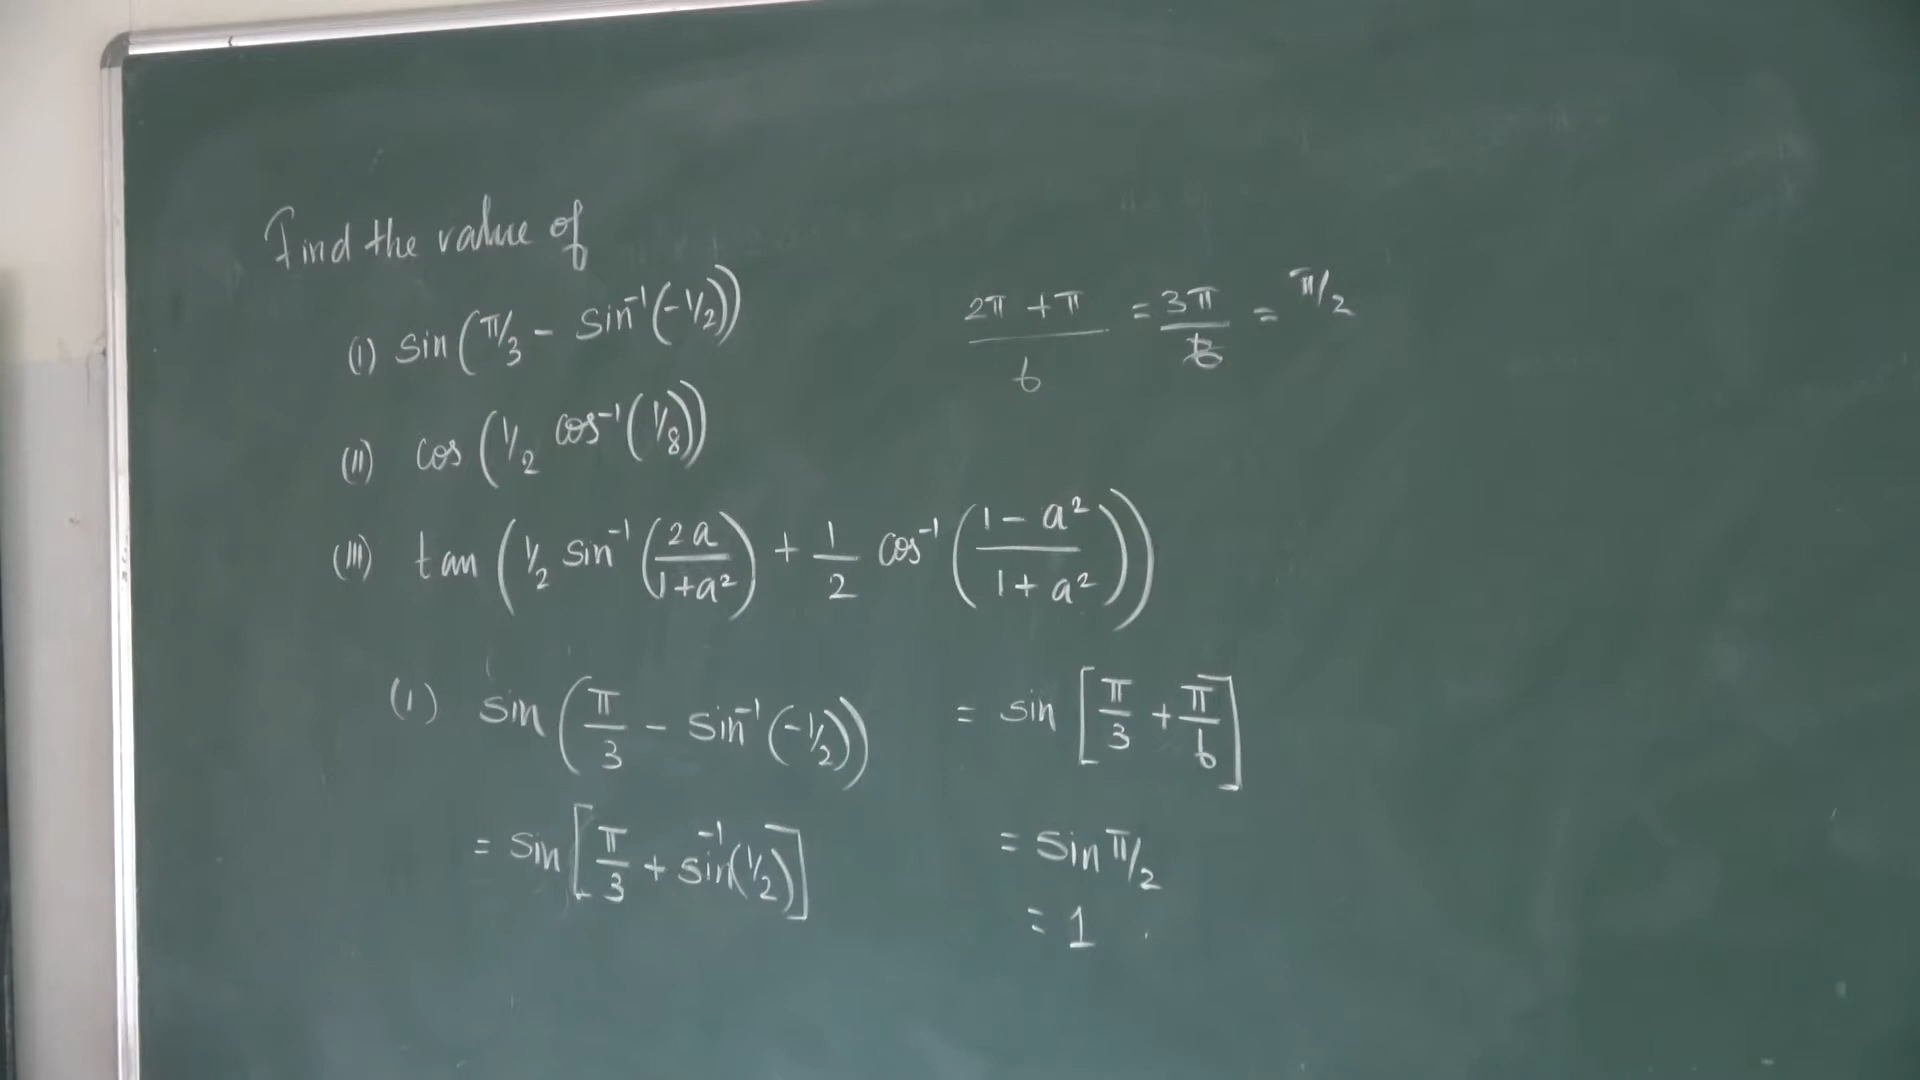 Find the value of
(I) sin (π/3 - sin⁻¹(-1/2))
2π + π / 6 = 3π / 6 = π/2
(II) cos (1/2 cos⁻¹ (1/8))
(III) tan (1/2 sin⁻¹ (2a / 1+a²) + 1/2 cos⁻¹ (1 - a² / 1 + a²))
(I) sin (π/3 - sin⁻¹ (-1/2))
= sin [π/3 + sin⁻¹(1/2)]
= sin [π/3 + π/6]
= sin π/2
= 1